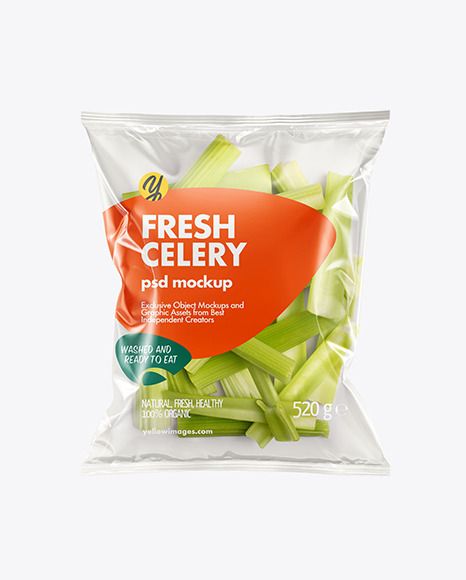 FRESH
CELERY
psd mockup
Exclusive Object Mockups and
Graphic Assets from Best
Independent Creators
WASHED AND
READY TO EAT
NATURAL, FRESH, HEALTHY
100% ORGANIC
yellowimages.com
520 g ℮